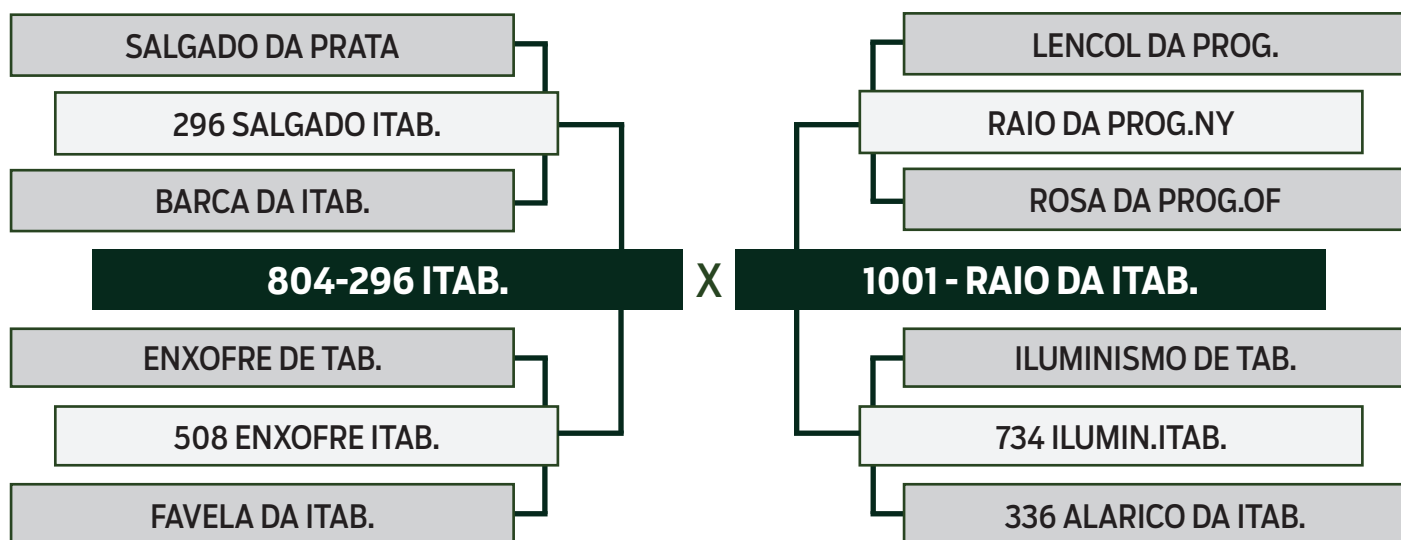 SALGADO DA PRATA
296 SALGADO ITAB.
BARCA DA ITAB.
804-296 ITAB.
ENXOFRE DE TAB.
508 ENXOFRE ITAB.
FAVELA DA ITAB.
X
LENCOL DA PROG.
RAIO DA PROG.NY
ROSA DA PROG.OF
1001 - RAIO DA ITAB.
ILUMINISMO DE TAB.
734 ILUMIN.ITAB.
336 ALARICO DA ITAB.